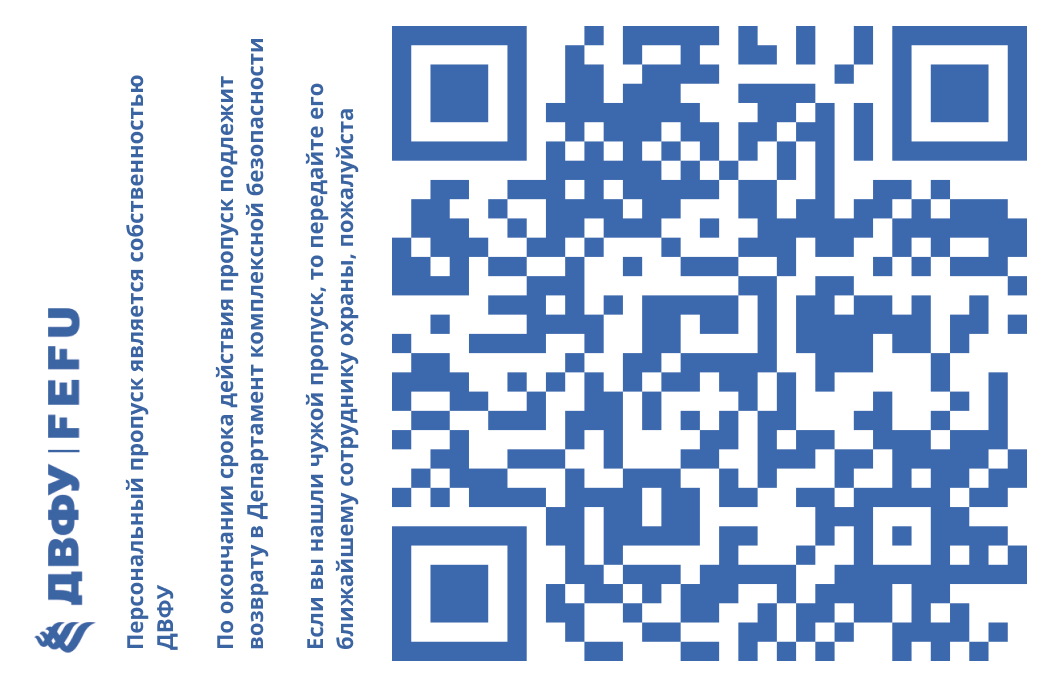 ДВФУ | FEFU
Персональный пропуск является собственностью
ДВФУ
По окончании срока действия пропуск подлежит
возврату в Департамент комплексной безопасности
Если вы нашли чужой пропуск, то передайте его
ближайшему сотруднику охраны, пожалуйста